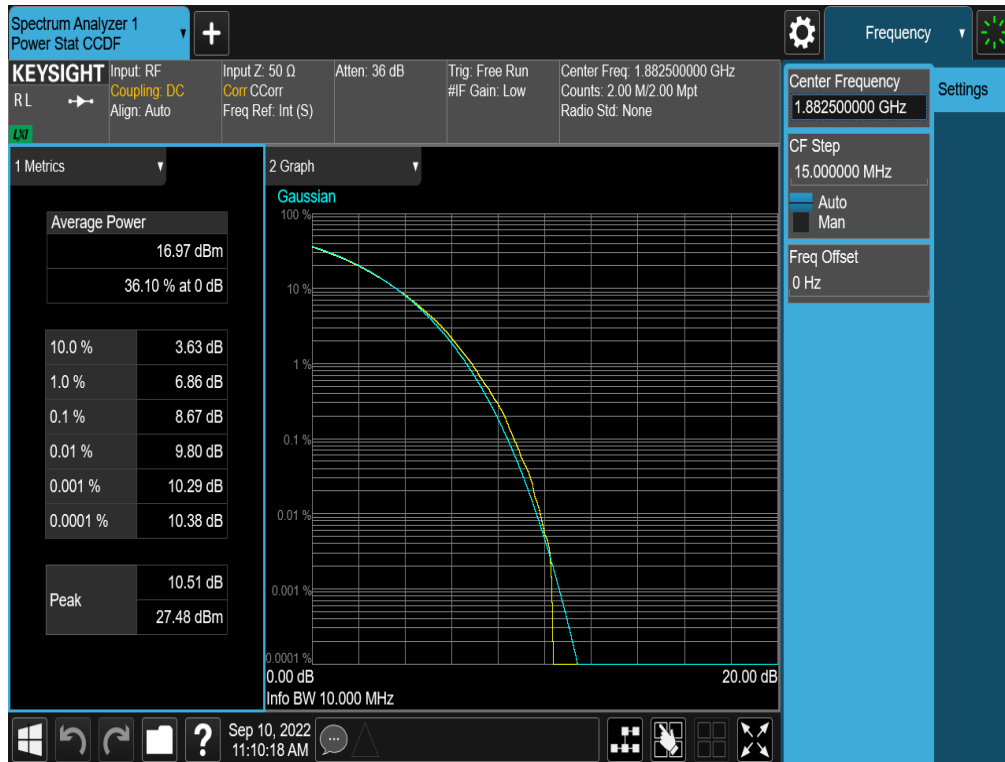 Spectrum Analyzer 1
Power Stat CCDF
+
Frequency
KEYSIGHT
RL
LXI
Input: RF
Coupling: DC
Align: Auto
Input Z: 50 Ω
Corr CCorr
Freq Ref: Int (S)
Atten: 36 dB
Trig: Free Run
#IF Gain: Low
Center Freq: 1.882500000 GHz
Counts: 2.00 M/2.00 Mpt
Radio Std: None
Center Frequency
1.882500000 GHz
Settings
CF Step
15.000000 MHz
Auto
Man
Freq Offset
0 Hz
1 Metrics
Average Power
16.97 dBm
36.10 % at 0 dB
10.0 % 3.63 dB
1.0 % 6.86 dB
0.1 % 8.67 dB
0.01 % 9.80 dB
0.001 % 10.29 dB
0.0001 % 10.38 dB
Peak
10.51 dB
27.48 dBm
2 Graph
Gaussian
100 %
10 %
1 %
0.1 %
0.01 %
0.001 %
0.0001 %
0.00 dB 20.00 dB
Info BW 10.000 MHz
?
Sep 10, 2022
11:10:18 AM